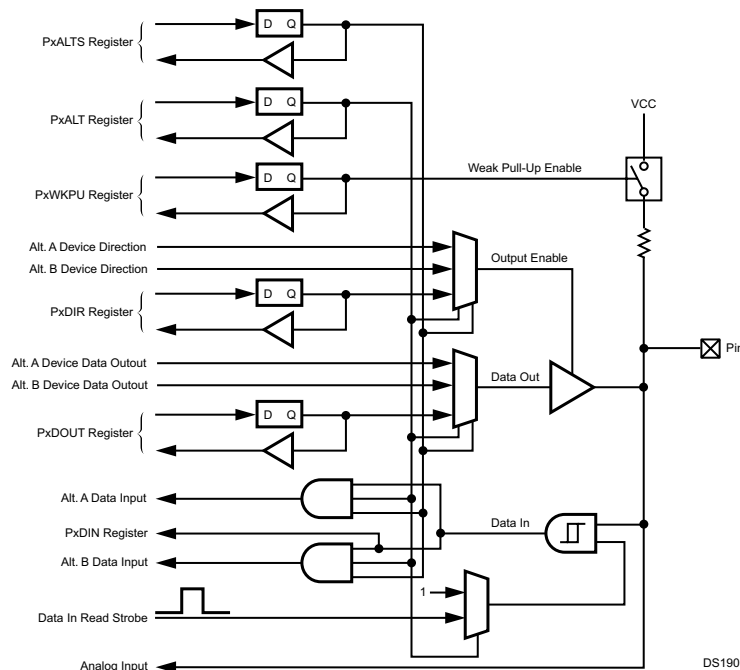 D Q
PxALTS Register
D Q
PxALT Register
VCC
D Q
Weak Pull-Up Enable
PxWKPU Register
Alt. A Device Direction
Output Enable
Alt. B Device Direction
D Q
PxDIR Register
Pin
Alt. A Device Data Outout
Data Out
Alt. B Device Data Outout
D Q
PxDOUT Register
Alt. A Data Input
Data In
PxDIN Register
Alt. B Data Input
1
Data In Read Strobe
Analog Input
DS190